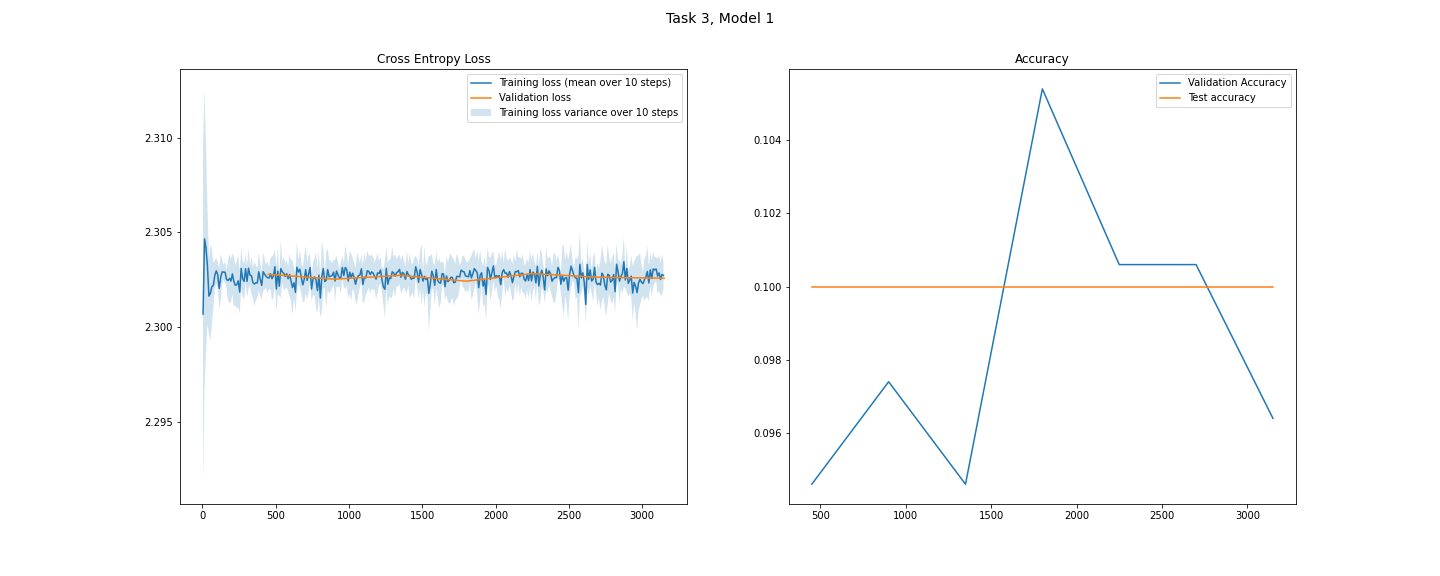 Task 3, Model 1
Cross Entropy Loss
Training loss (mean over 10 steps)
Validation loss
Training loss variance over 10 steps
2.310
2.305
2.300
2.295
0
500
1000
1500
2000
2500
3000
Accuracy
Validation Accuracy
Test accuracy
0.104
0.102
0.100
0.098
0.096
500
1000
1500
2000
2500
3000